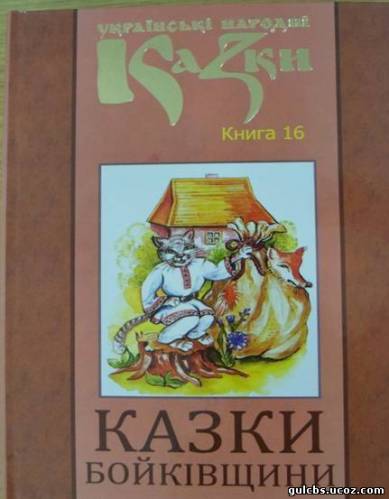 УКРАЇНСЬКІ НАРОДНІ
КАЗКИ
Книга 16
КАЗКИ
БОЙКІВЩИНИ
gulcbs.ucoz.com